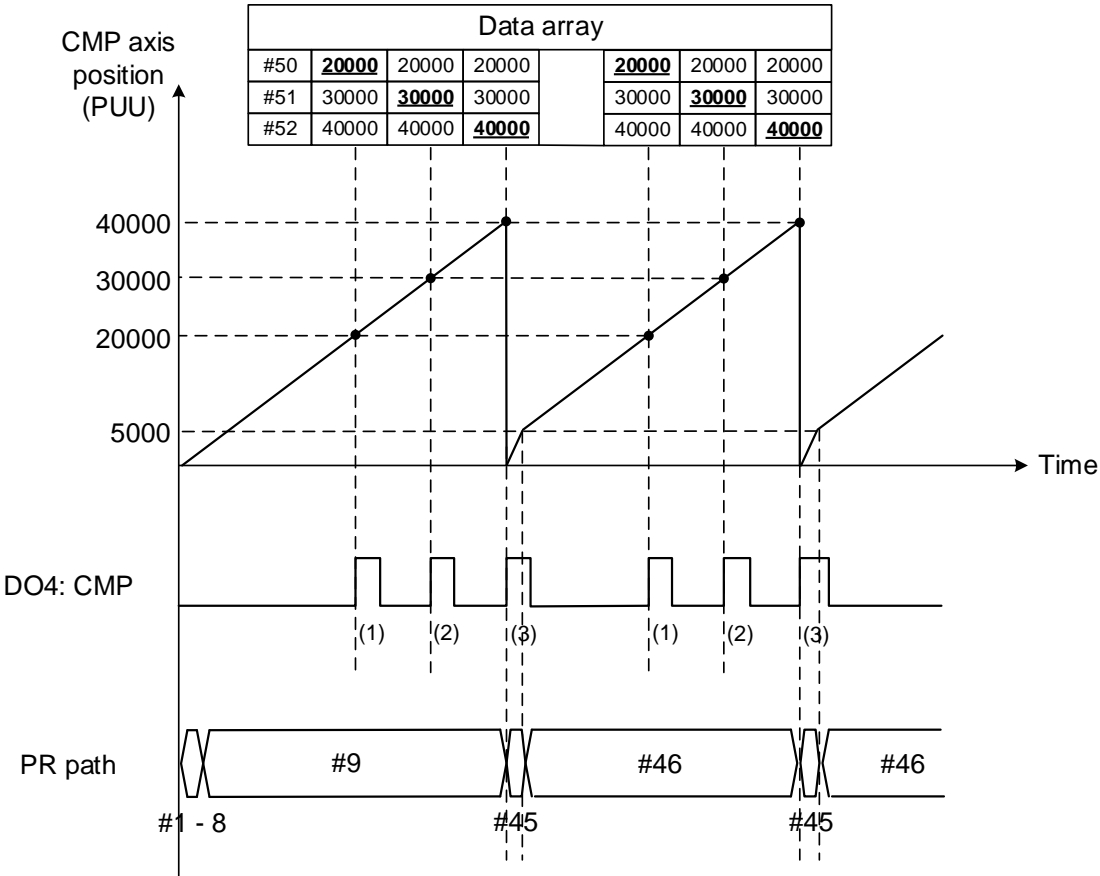 Data array
CMP axis
position
(PUU)
#50 20000 20000 20000 20000 20000 20000
#51 30000 30000 30000 30000 30000 30000
#52 40000 40000 40000 40000 40000 40000
40000
30000
20000
5000
Time
DO4: CMP
(1) (2) (3) (1) (2) (3)
PR path #9 #46 #46
#1 - 8 #45 #45